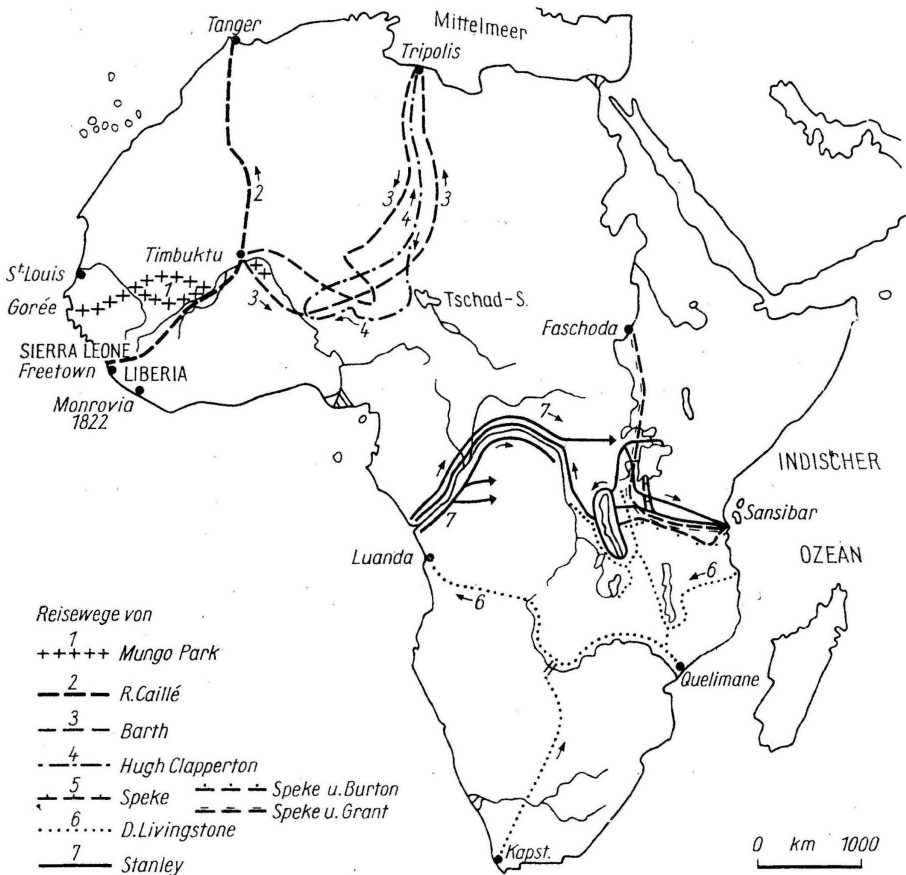 Tanger
Mittelmeer
Tripolis
2
3
4
3
Timbuktu
St. Louis
1
Gorée
3
4
Tschad-S.
Faschoda
SIERRA LEONE
Freetown
LIBERIA
Monrovia
1822
7
INDISCHER
Sansibar
7
OZEAN
Luanda
6
6
Quelimane
Kapst.
Reisewege von
1
Mungo Park
2
R. Caillé
3
Barth
4
Hugh Clapperton
5
Speke
Speke u. Burton
Speke u. Grant
6
D. Livingstone
7
Stanley
0 km 1000